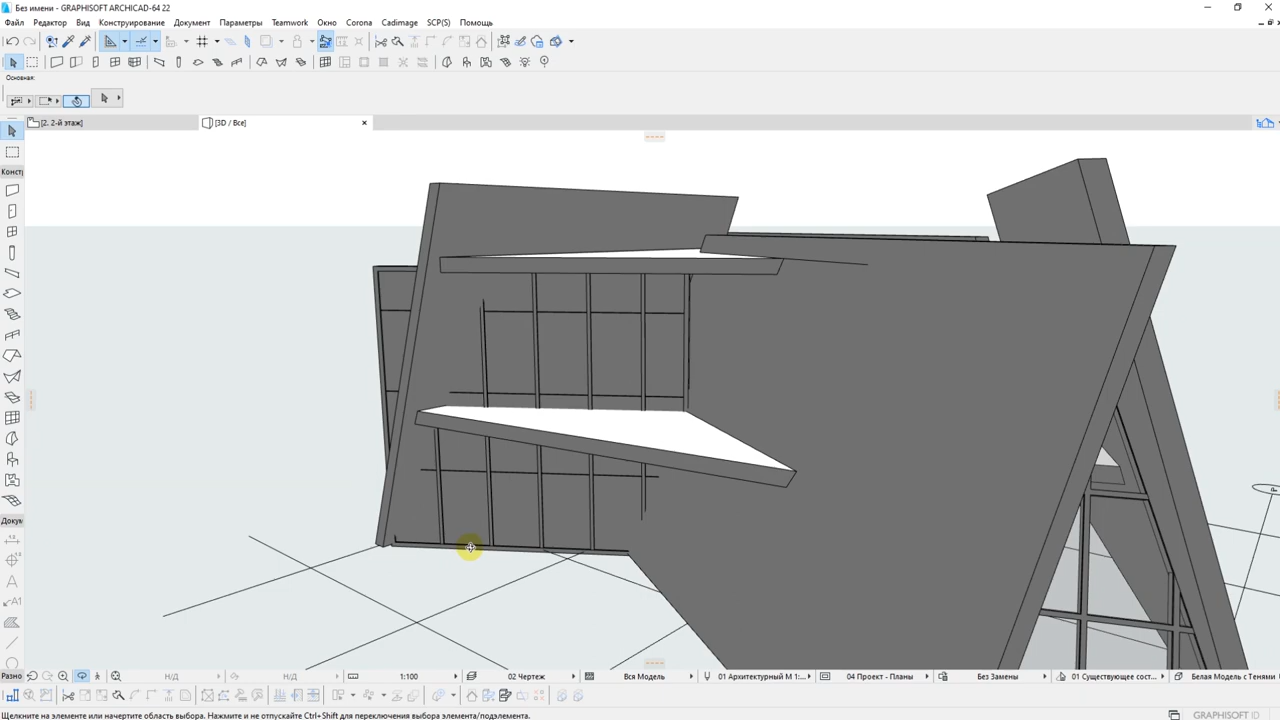 Без имени - GRAPHISOFT ARCHICAD-64 22
Файл Редактор Вид Конструирование Документ Параметры Teamwork Окно Corona Cadimage SCP(S) Помощь
Основная:
[2. 2-й этаж] [3D / Все]
Констр
Докум
A
A1
Разно
Н/Д Н/Д 1:100 02 Чертеж Вся Модель 01 Архитектурный М 1:... 04 Проект - Планы Без Замены 01 Существующее сост... Белая Модель с Тенями
Щелкните на элементе или начертите область выбора. Нажмите и не отпускайте Ctrl+Shift для переключения выбора элемента/подэлемента.
GRAPHISOFT ID